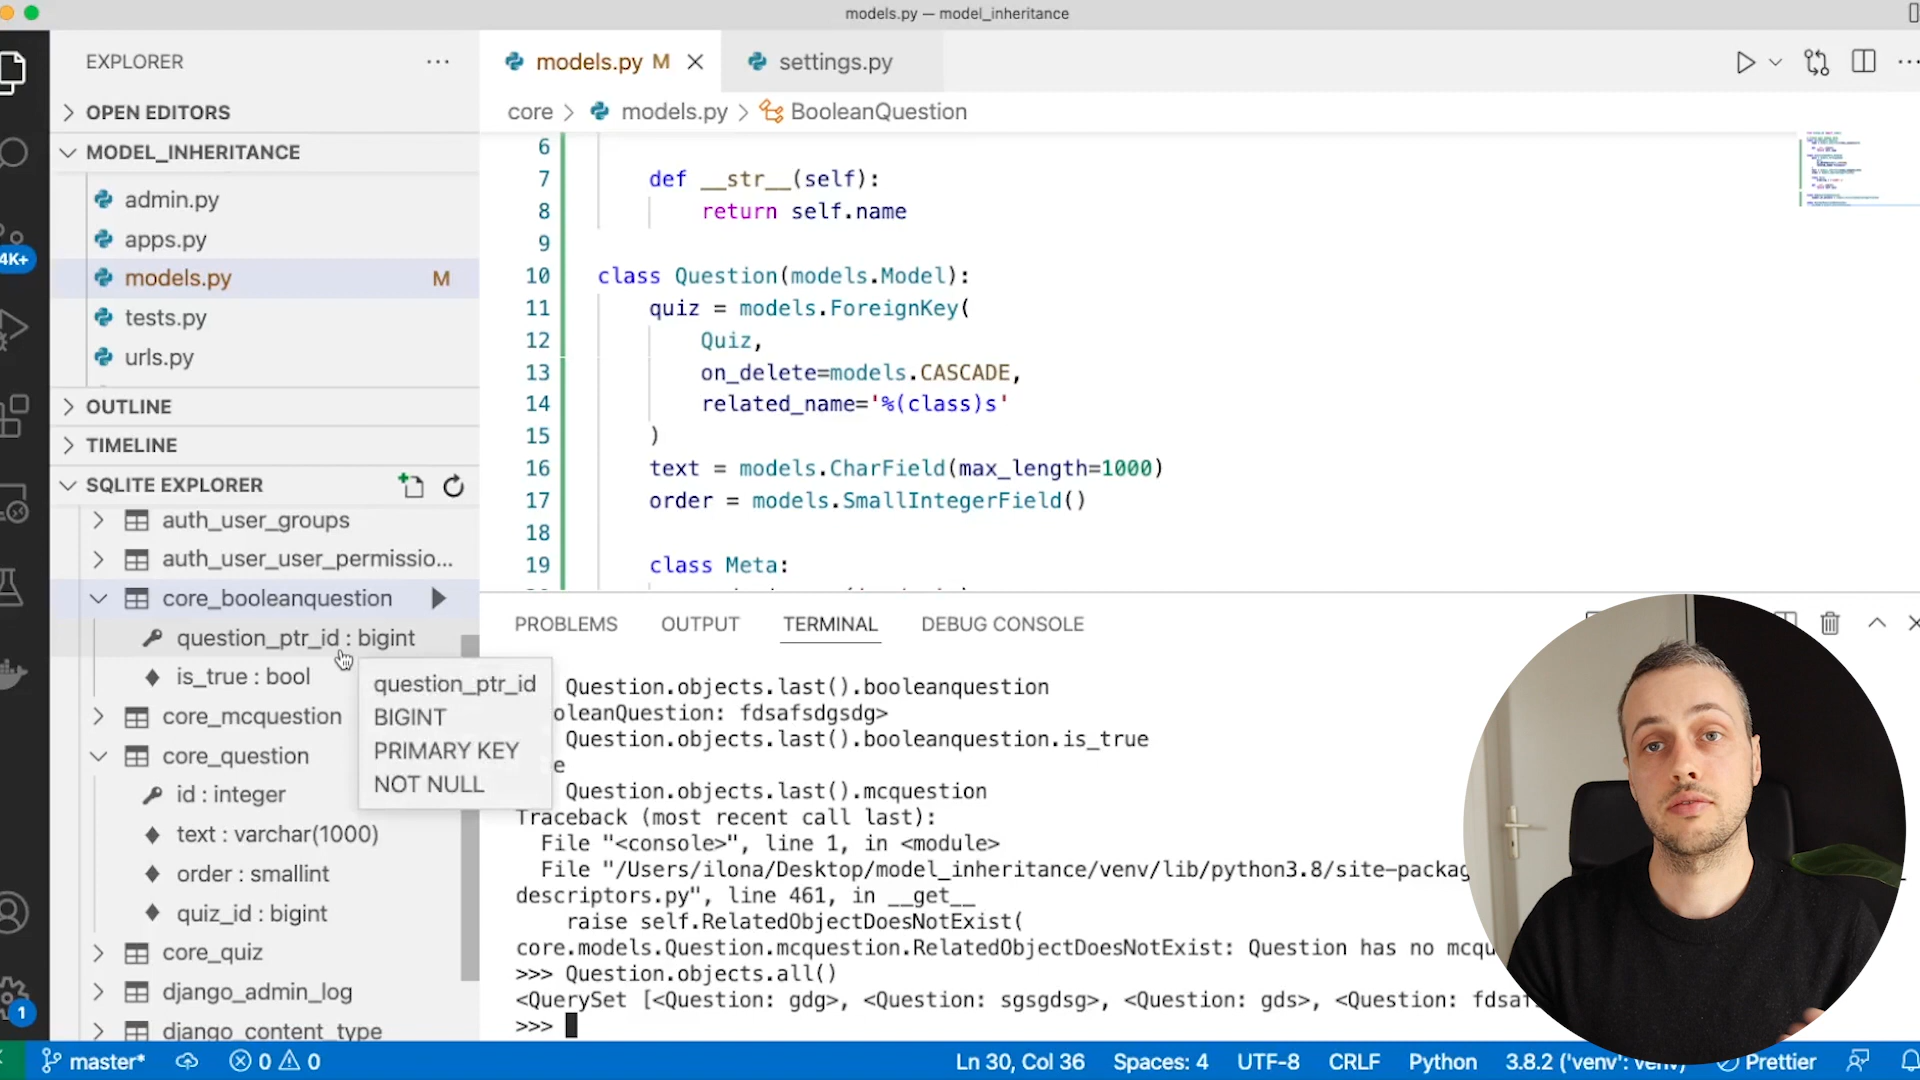 models.py — model_inheritance
EXPLORER
OPEN EDITORS
MODEL_INHERITANCE
admin.py
apps.py
models.py M
tests.py
urls.py
OUTLINE
TIMELINE
SQLITE EXPLORER
auth_user_groups
auth_user_user_permissio...
core_booleanquestion
question_ptr_id : bigint
is_true : bool
core_mcquestion
core_question
id : integer
text : varchar(1000)
order : smallint
quiz_id : bigint
core_quiz
django_admin_log
django_content_type
4K+
1
question_ptr_id
BIGINT
PRIMARY KEY
NOT NULL
models.py M
settings.py
core > models.py > BooleanQuestion
6
7 def __str__(self):
8 return self.name
9
10 class Question(models.Model):
11 quiz = models.ForeignKey(
12 Quiz,
13 on_delete=models.CASCADE,
14 related_name='%(class)s'
15 )
16 text = models.CharField(max_length=1000)
17 order = models.SmallIntegerField()
18
19 class Meta:
PROBLEMS OUTPUT TERMINAL DEBUG CONSOLE
Question.objects.last().booleanquestion
oleanQuestion: fdsafsdgsdg>
Question.objects.last().booleanquestion.is_true
e
Question.objects.last().mcquestion
Traceback (most recent call last):
File "<console>", line 1, in <module>
File "/Users/ilona/Desktop/model_inheritance/venv/lib/python3.8/site-packag
descriptors.py", line 461, in __get__
raise self.RelatedObjectDoesNotExist(
core.models.Question.mcquestion.RelatedObjectDoesNotExist: Question has no mcqu
>>> Question.objects.all()
<QuerySet [<Question: gdg>, <Question: sgsgdsg>, <Question: gds>, <Question: fdsaf
>>>
master* 0 0 Ln 30, Col 36 Spaces: 4 UTF-8 CRLF Python 3.8.2 ('venv': venv) Prettier